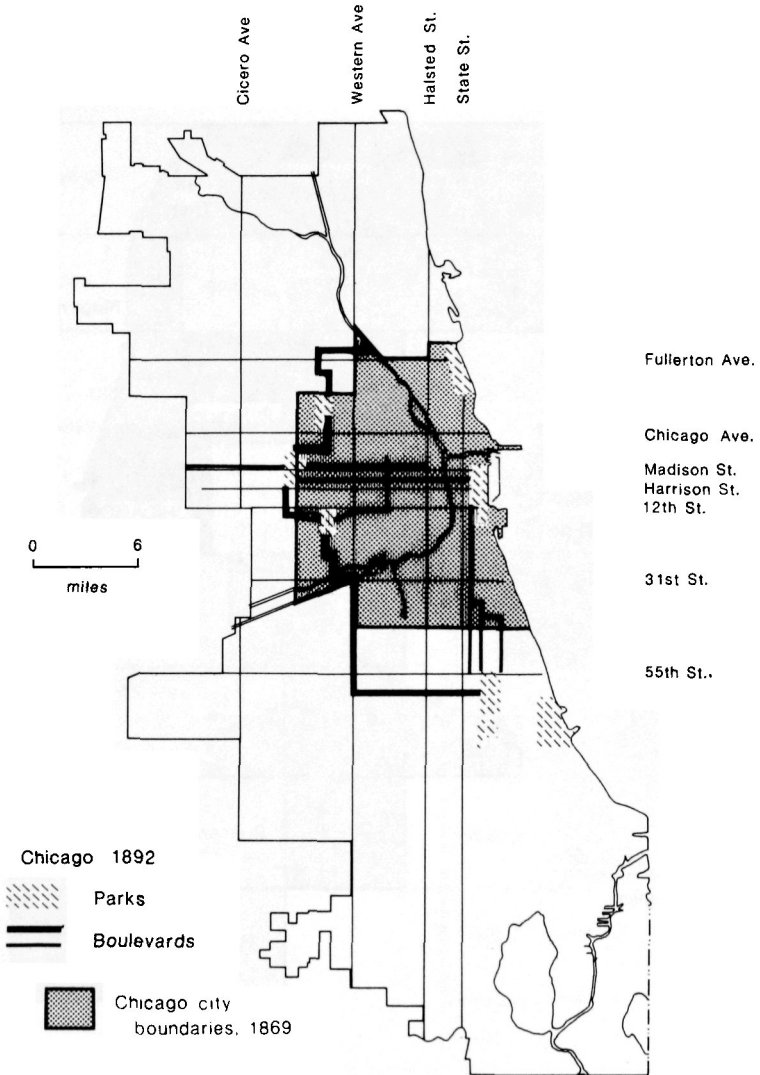 Cicero Ave
Western Ave
Halsted St.
State St.
Fullerton Ave.
Chicago Ave.
Madison St.
Harrison St.
12th St.
0 6
miles
31st St.
55th St..
Chicago 1892
Parks
Boulevards
Chicago city
boundaries, 1869